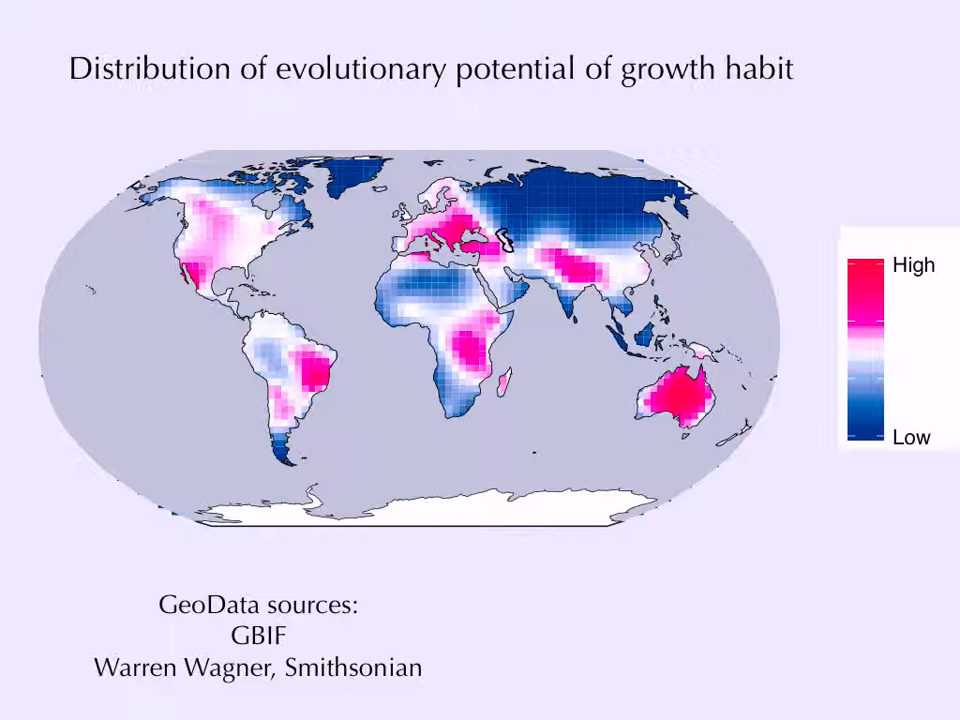 Distribution of evolutionary potential of growth habit
High
Low
GeoData sources:
GBIF
Warren Wagner, Smithsonian